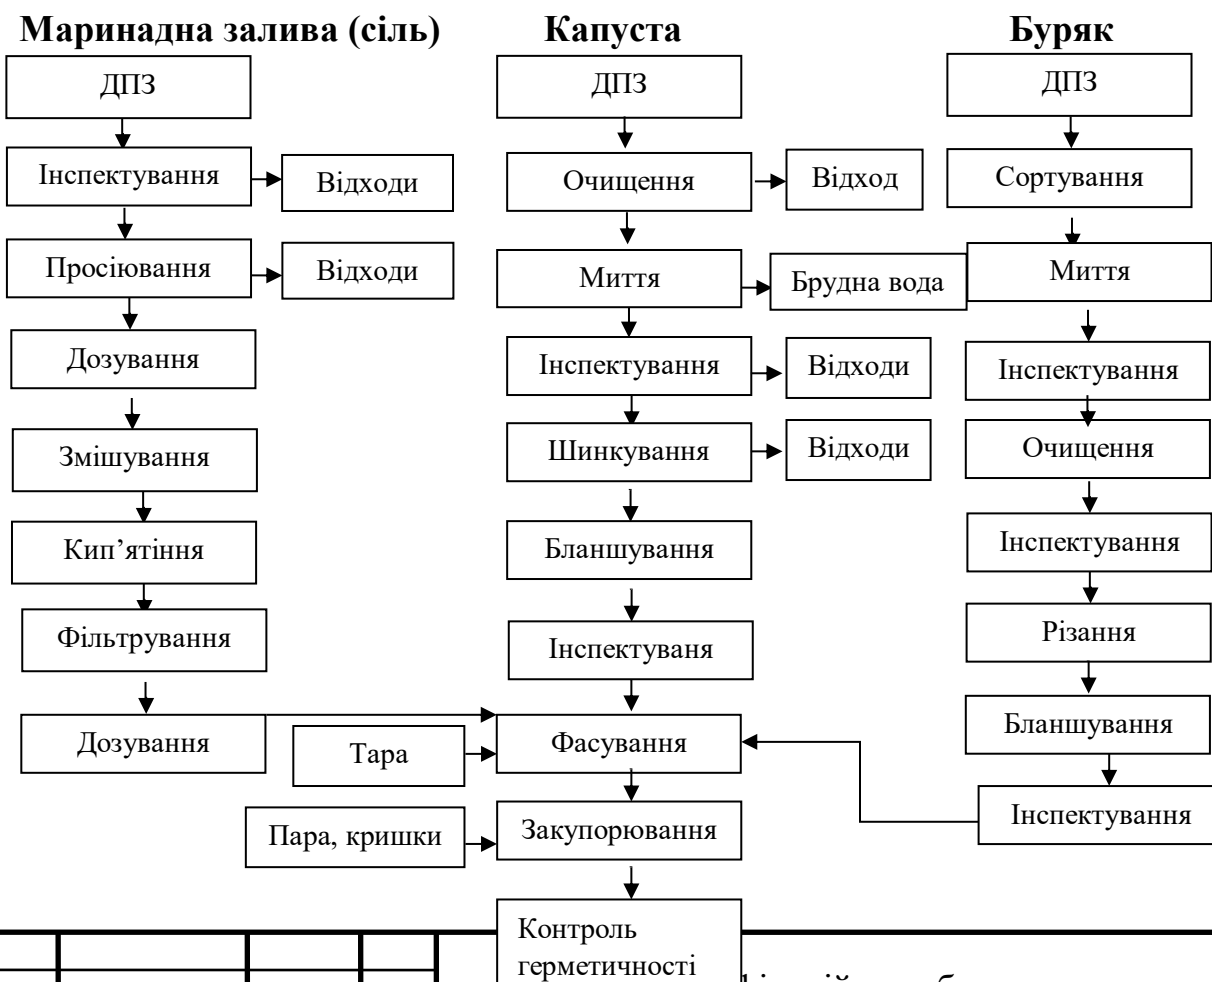 Маринадна залива (сіль)
Капуста
Буряк
ДПЗ
ДПЗ
ДПЗ
Інспектування
Відходи
Очищення
Відход
Сортування
Просіювання
Відходи
Миття
Брудна вода
Миття
Дозування
Інспектування
Відходи
Інспектування
Змішування
Шинкування
Відходи
Очищення
Кип’ятіння
Бланшування
Інспектування
Фільтрування
Інспектуваня
Різання
Дозування
Тара
Фасування
Бланшування
Пара, кришки
Закупорювання
Інспектування
Контроль
герметичності